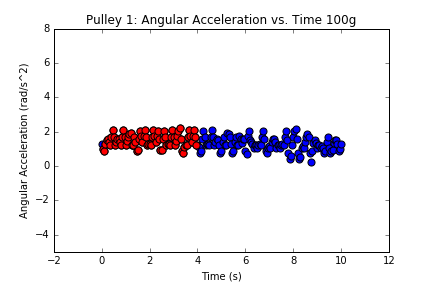 Pulley 1: Angular Acceleration vs. Time 100g
8
6
4
2
0
−2
−4
Angular Acceleration (rad/s^2)
−2 0 2 4 6 8 10 12
Time (s)